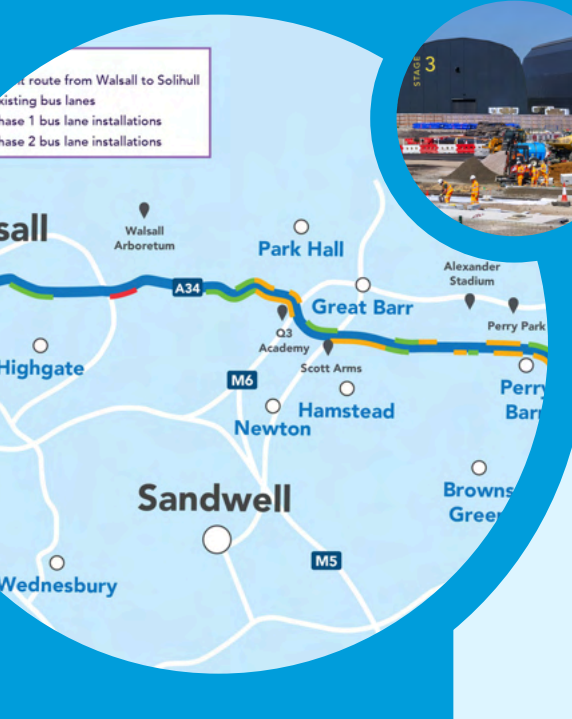 route from Walsall to Solihull
xisting bus lanes
hase 1 bus lane installations
hase 2 bus lane installations
STAGE 3
sall
Walsall
Arboretum
Park Hall
Alexander
Stadium
A34
Great Barr
Perry Park
Q3
Academy
Scott Arms
Highgate
M6
Perry
Barr
Hamstead
Newton
Browns
Green
Sandwell
M5
Wednesbury